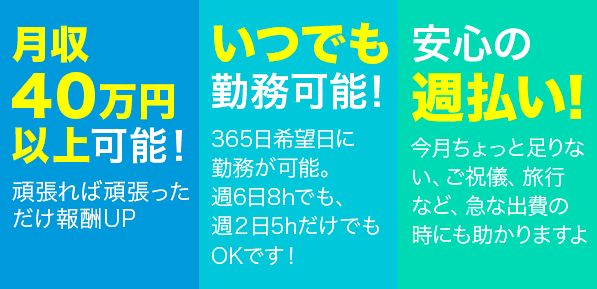 月収
40万円
以上可能！
頑張れば頑張った
だけ報酬UP
いつでも
勤務可能！
365日希望日に
勤務が可能。
週6日8hでも、
週２日5hだけでも
OKです！
安心の
週払い！
今月ちょっと足りな
い、ご祝儀、旅行
など、急な出費の
時にも助かりますよ